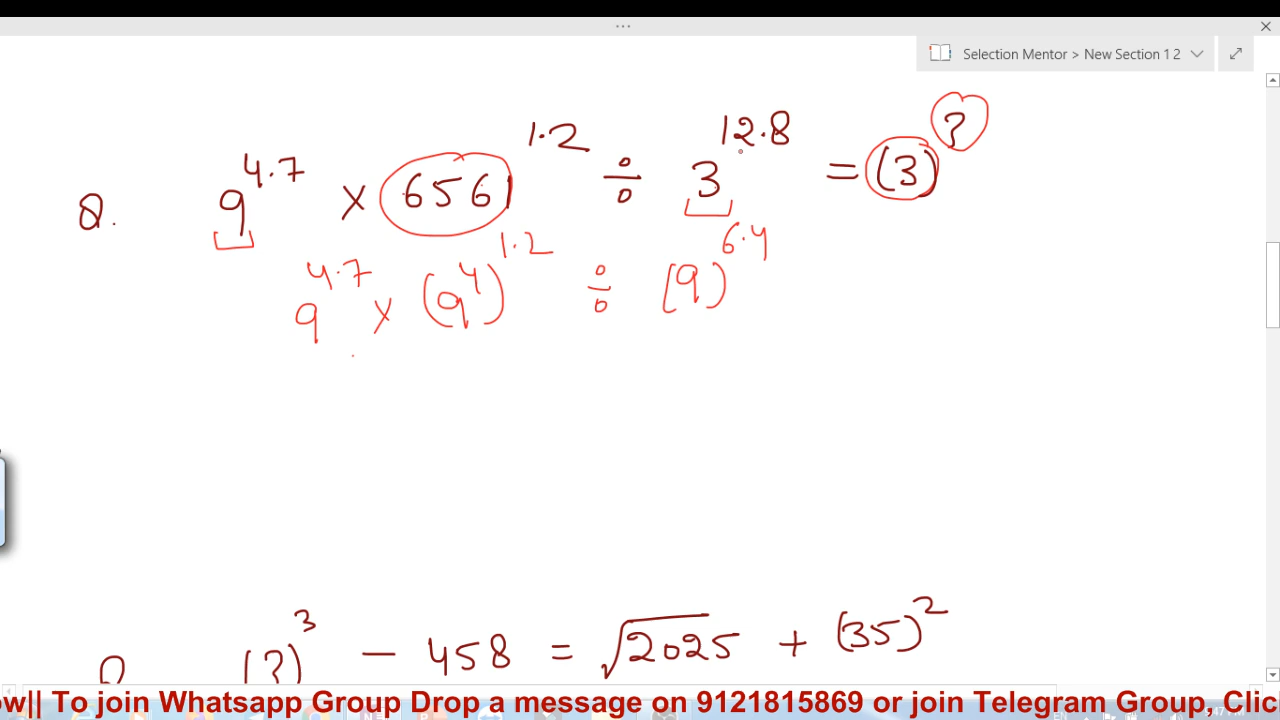 Selection Mentor > New Section 1 2
Q. 9^4.7 × 6561^1.2 ÷ 3^12.8 = (3)^?
9^4.7 × (9^4)^1.2 ÷ (9)^6.4
Q (?)^3 − 458 = √2025 + (35)^2
w|| To join Whatsapp Group Drop a message on 9121815869 or join Telegram Group, Clic